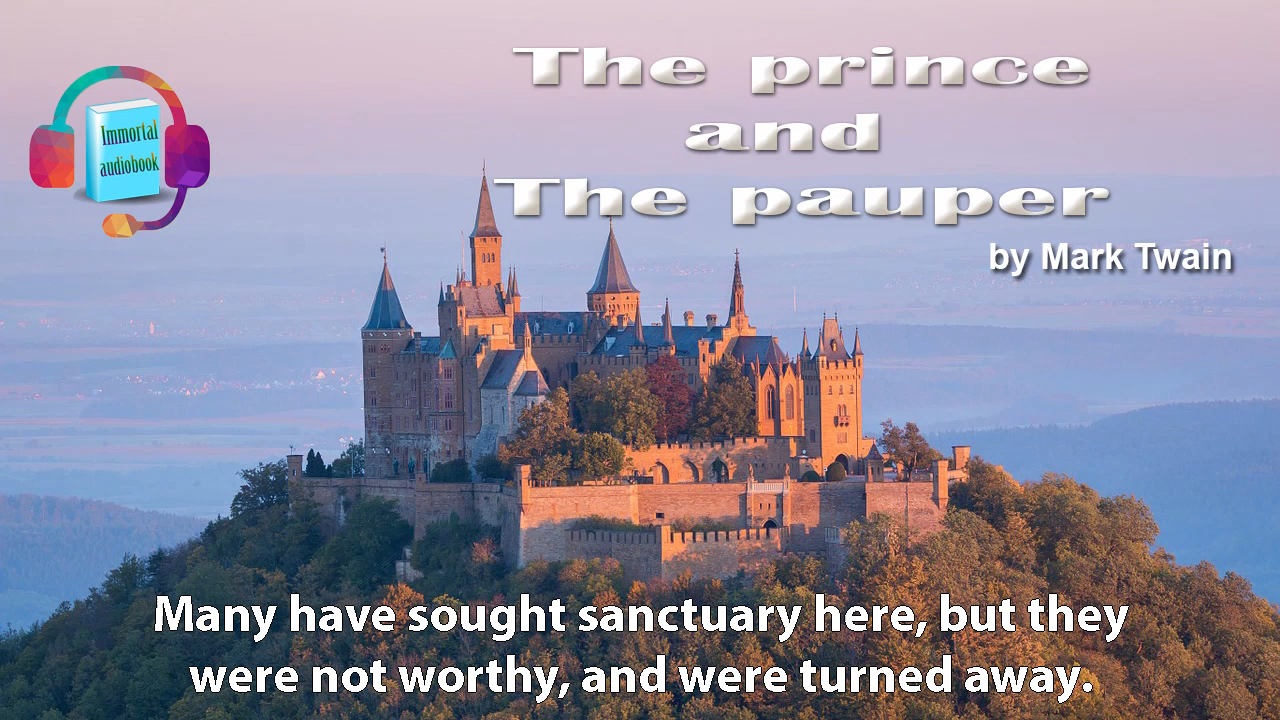 Immortal
audiobook
The prince
and
The pauper
by Mark Twain
Many have sought sanctuary here, but they
were not worthy, and were turned away.